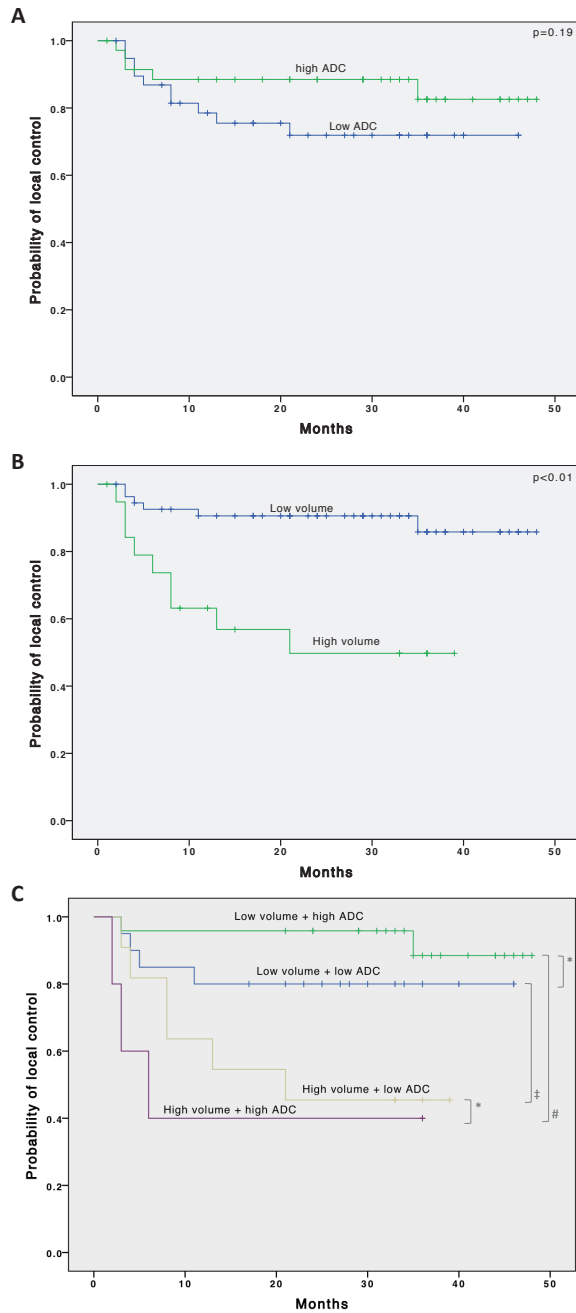 A
p=0.19
1.0
high ADC
0.8
Low ADC
0.6
0.4
0.2
0.0
Probability of local control
0 10 20 30 40 50
Months
B
p<0.01
1.0
Low volume
0.8
0.6
High volume
0.4
0.2
0.0
Probability of local control
0 10 20 30 40 50
Months
C
1.0
Low volume + high ADC
*
Low volume + low ADC
0.8
0.6
High volume + low ADC
‡
*
High volume + high ADC
#
0.4
0.2
0.0
Probability of local control
0 10 20 30 40 50
Months